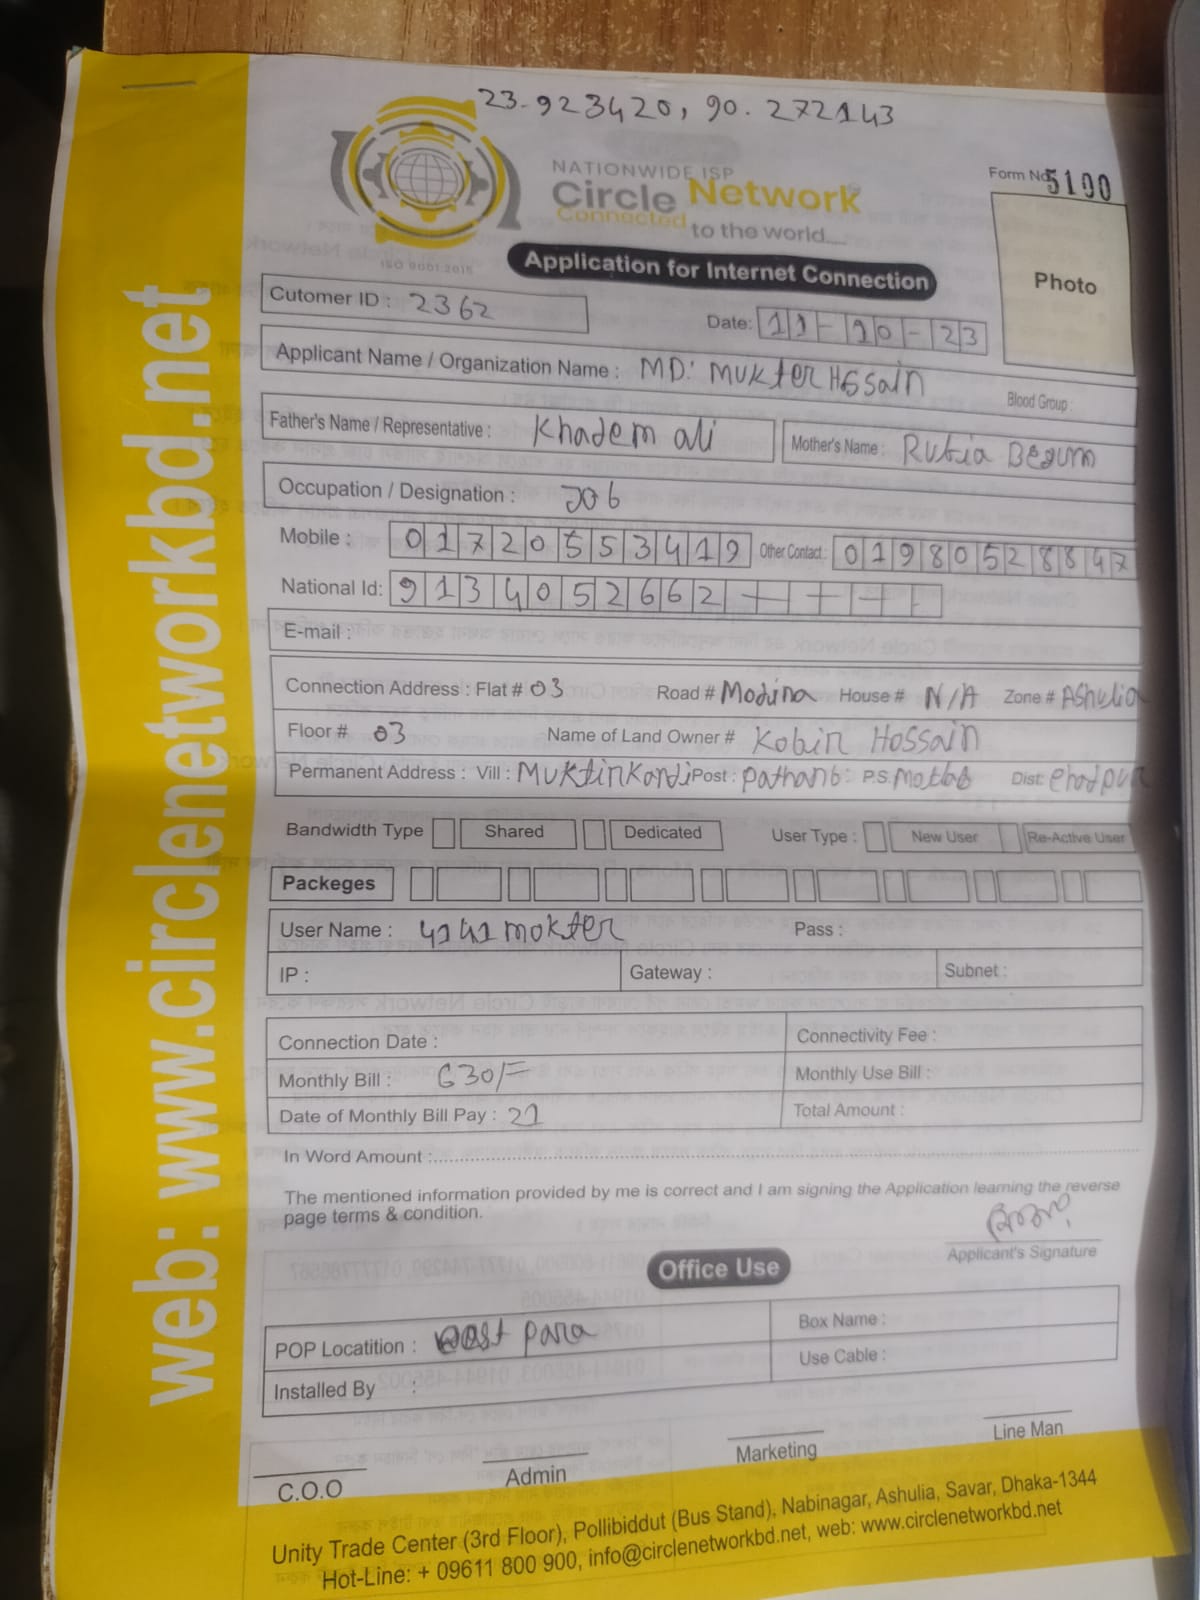 23.923420, 90.272143
NATIONWIDE ISP
Circle Network
Connected to the world....
ISO 9001:2015
Form No 5100
Photo
Application for Internet Connection
Cutomer ID : 2362
Date: 11-10-23
Applicant Name / Organization Name : MD: MUKTER HSSain
Blood Group :
Father's Name / Representative : Khadem ali Mother's Name : Rubia Begum
Occupation / Designation : JOb
Mobile : 01720553419 Other Contact : 01980528847
National Id: 9134052662
E-mail :
Connection Address : Flat # 03 Road # Modina House # N/A Zone # Ashulia
Floor # 03 Name of Land Owner # Kobir Hossain
Permanent Address : Vill : Muktirkandi Post : pathanb: P.S. Motlob Dist:
Bandwidth Type Shared Dedicated User Type : New User Re-Active User
Packeges
User Name : 4141mokter Pass :
IP : Gateway : Subnet :
Connection Date : Connectivity Fee :
Monthly Bill : 630/= Monthly Use Bill :
Date of Monthly Bill Pay : 21 Total Amount :
In Word Amount :
The mentioned information provided by me is correct and I am signing the Application learning the reverse
page terms & condition.
Applicant's Signature
Office Use
POP Locatition : east para Box Name :
Installed By : Use Cable :
C.O.O Admin Marketing Line Man
Unity Trade Center (3rd Floor), Pollibiddut (Bus Stand), Nabinagar, Ashulia, Savar, Dhaka-1344
Hot-Line: + 09611 800 900, info@circlenetworkbd.net, web: www.circlenetworkbd.net
web: www.circlenetworkbd.net